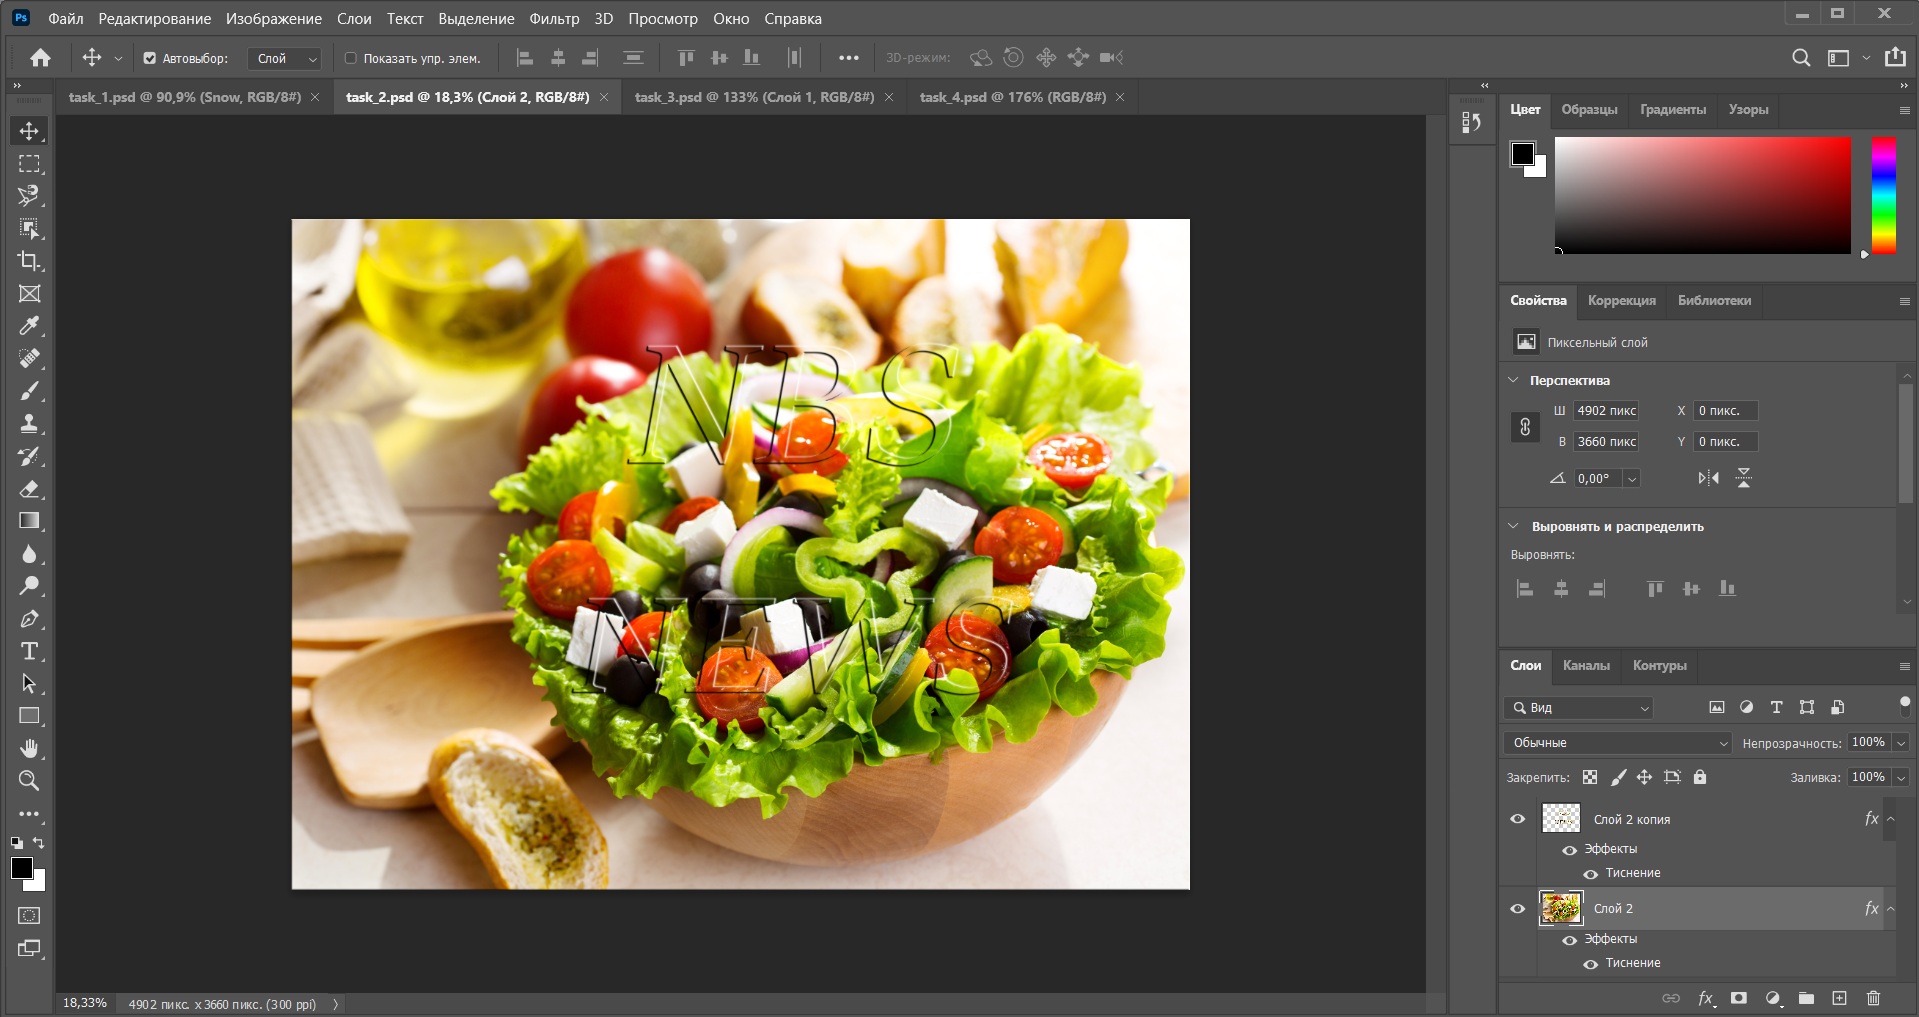 Ps Файл Редактирование Изображение Слои Текст Выделение Фильтр 3D Просмотр Окно Справка
Автовыбор: Слой Показать упр. элем. 3D-режим:
task_1.psd @ 90,9% (Snow, RGB/8#) task_2.psd @ 18,3% (Слой 2, RGB/8#) task_3.psd @ 133% (Слой 1, RGB/8#) task_4.psd @ 176% (RGB/8#)
NBS
NEWS
18,33% 4902 пикс. x 3660 пикс. (300 ppi)
Цвет Образцы Градиенты Узоры
Свойства Коррекция Библиотеки
Пиксельный слой
Перспектива
Ш 4902 пикс X 0 пикс.
В 3660 пикс Y 0 пикс.
0,00°
Выровнять и распределить
Выровнять:
Слои Каналы Контуры
Вид
Обычные Непрозрачность: 100%
Закрепить: Заливка: 100%
Слой 2 копия fx
Эффекты
Тиснение
Слой 2 fx
Эффекты
Тиснение
fx